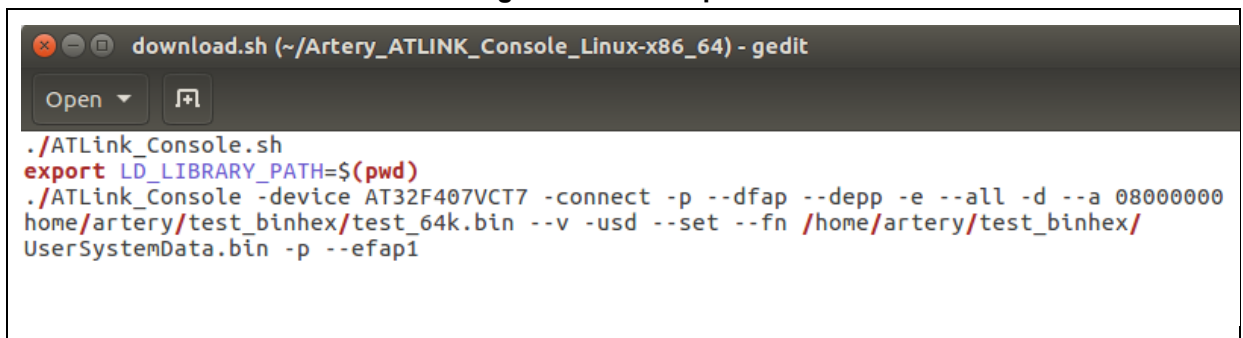 download.sh (~/Artery_ATLINK_Console_Linux-x86_64) - gedit
Open
./ATLink_Console.sh
export LD_LIBRARY_PATH=$(pwd)
./ATLink_Console -device AT32F407VCT7 -connect -p --dfap --depp -e --all -d --a 08000000
home/artery/test_binhex/test_64k.bin --v -usd --set --fn /home/artery/test_binhex/
UserSystemData.bin -p --efap1